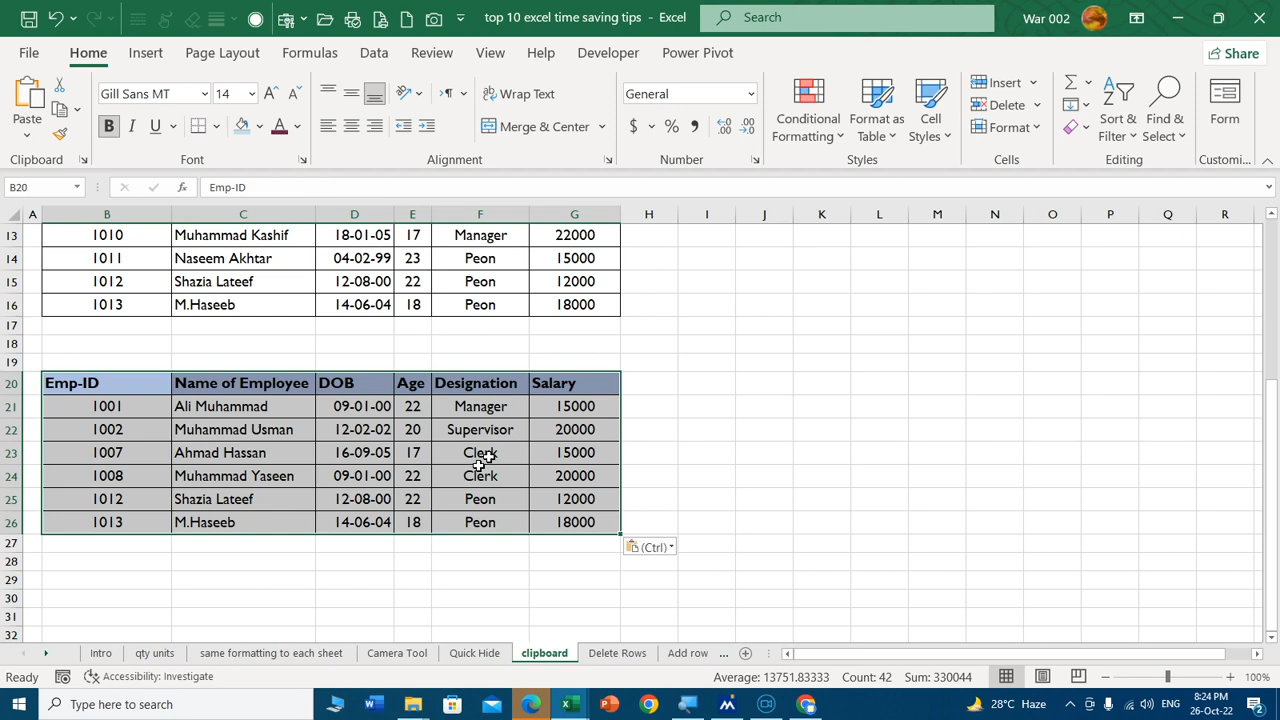 top 10 excel time saving tips - Excel
Search
War 002
File Home Insert Page Layout Formulas Data Review View Help Developer Power Pivot
Share
Paste
Clipboard
Gill Sans MT 14
B I U
Font
Wrap Text
Merge & Center
Alignment
General
$ % ,
Number
Conditional Formatting
Format as Table
Cell Styles
Styles
Insert
Delete
Format
Cells
Sort & Filter
Find & Select
Editing
Form
Customi...
B20
fx
Emp-ID
A B C D E F G H I J K L M N O P Q R
13 1010 Muhammad Kashif 18-01-05 17 Manager 22000
14 1011 Naseem Akhtar 04-02-99 23 Peon 15000
15 1012 Shazia Lateef 12-08-00 22 Peon 12000
16 1013 M.Haseeb 14-06-04 18 Peon 18000
17
18
19
20 Emp-ID Name of Employee DOB Age Designation Salary
21 1001 Ali Muhammad 09-01-00 22 Manager 15000
22 1002 Muhammad Usman 12-02-02 20 Supervisor 20000
23 1007 Ahmad Hassan 16-09-05 17 Clerk 15000
24 1008 Muhammad Yaseen 09-01-00 22 Clerk 20000
25 1012 Shazia Lateef 12-08-00 22 Peon 12000
26 1013 M.Haseeb 14-06-04 18 Peon 18000
27
(Ctrl)
28
29
30
31
32
Intro qty units same formatting to each sheet Camera Tool Quick Hide clipboard Delete Rows Add row ...
Ready Accessibility: Investigate Average: 13751.83333 Count: 42 Sum: 330044 100%
Type here to search
28°C Haze
ENG
8:24 PM
26-Oct-22